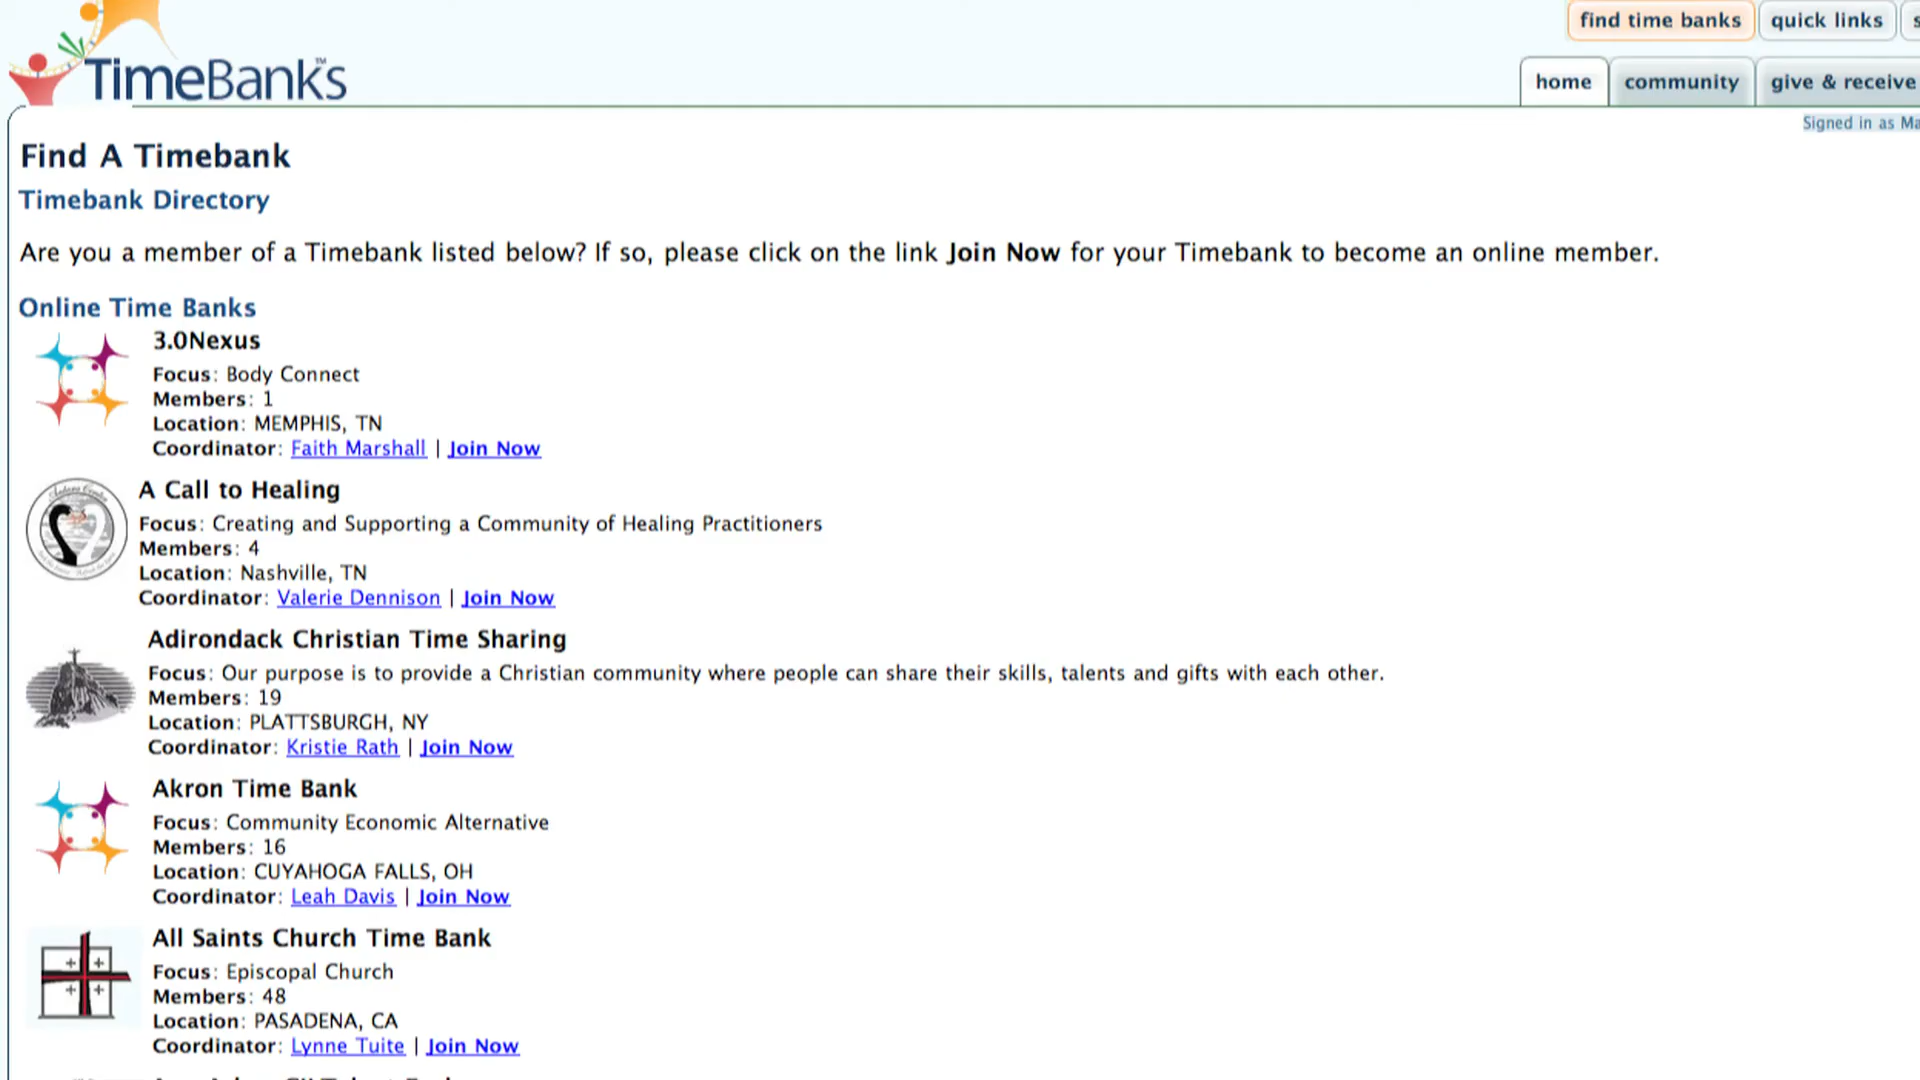 find time banks
quick links
TimeBanks™
home
community
give & receive
Signed in as Ma
Find A Timebank
Timebank Directory
Are you a member of a Timebank listed below? If so, please click on the link Join Now for your Timebank to become an online member.
Online Time Banks
3.0Nexus
Focus: Body Connect
Members: 1
Location: MEMPHIS, TN
Coordinator: Faith Marshall | Join Now
A Call to Healing
Focus: Creating and Supporting a Community of Healing Practitioners
Members: 4
Location: Nashville, TN
Coordinator: Valerie Dennison | Join Now
Adirondack Christian Time Sharing
Focus: Our purpose is to provide a Christian community where people can share their skills, talents and gifts with each other.
Members: 19
Location: PLATTSBURGH, NY
Coordinator: Kristie Rath | Join Now
Akron Time Bank
Focus: Community Economic Alternative
Members: 16
Location: CUYAHOGA FALLS, OH
Coordinator: Leah Davis | Join Now
All Saints Church Time Bank
Focus: Episcopal Church
Members: 48
Location: PASADENA, CA
Coordinator: Lynne Tuite | Join Now